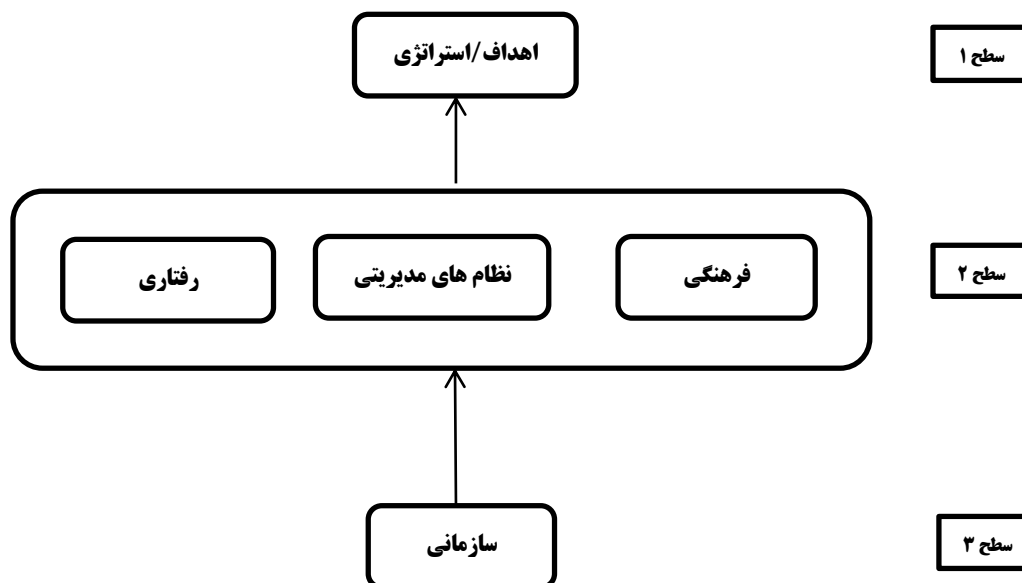 اهداف/استراتژی
سطح ۱
فرهنگی
نظام های مدیریتی
رفتاری
سطح ۲
سازمانی
سطح ۳